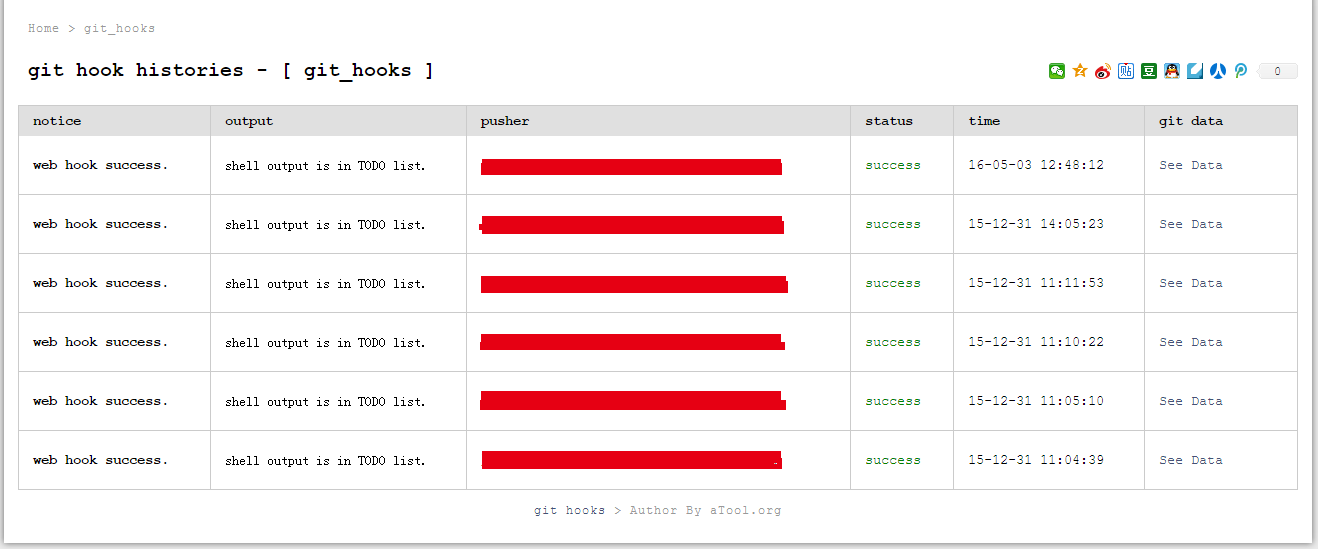 Home > git_hooks
git hook histories - [ git_hooks ]
贴 豆 0
notice output pusher status time git data
web hook success. shell output is in TODO list. success 16-05-03 12:48:12 See Data
web hook success. shell output is in TODO list. success 15-12-31 14:05:23 See Data
web hook success. shell output is in TODO list. success 15-12-31 11:11:53 See Data
web hook success. shell output is in TODO list. success 15-12-31 11:10:22 See Data
web hook success. shell output is in TODO list. success 15-12-31 11:05:10 See Data
web hook success. shell output is in TODO list. success 15-12-31 11:04:39 See Data
git hooks > Author By aTool.org